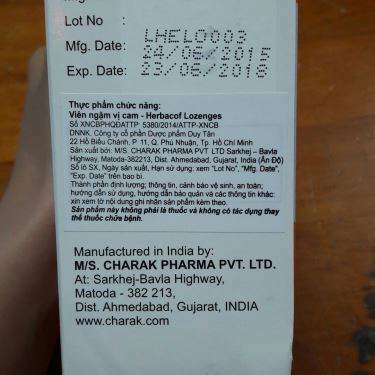 Lot No :
LHEL0003
Mfg. Date: 24/06/2015
Exp. Date: 23/06/2018
Thực phẩm chức năng:
Viên ngậm vị cam - Herbacof Lozenges
Số XNCBPHQĐATTP: 5380/2014/ATTP-XNCB
DNNK. Công ty cổ phần Dược phẩm Duy Tân
22 Hồ Biểu Chánh, P 11, Q. Phú Nhuận, Tp. Hồ Chí Minh
Sản xuất bởi: M/S. CHARAK PHARMA PVT LTD Sarkhej – Bavla
Highway, Matoda-382213, Dist. Ahmedabad, Gujarat, India (Ấn Độ)
Số lô SX, Ngày sản xuất, Hạn sử dụng: xem "Lot No", "Mfg. Date",
"Exp. Date" trên bao bì.
Thành phần định lượng; thông tin, cảnh báo vệ sinh, an toàn;
hướng dẫn sử dụng, hướng dẫn bảo quản và các thông tin khác:
xin xem tờ nội dung ghi nhãn sản phẩm kèm theo.
Sản phẩm này không phải là thuốc và không có tác dụng thay
thế thuốc chữa bệnh.
Manufactured in India by:
M/S. CHARAK PHARMA PVT. LTD.
At: Sarkhej-Bavla Highway,
Matoda - 382 213,
Dist. Ahmedabad, Gujarat, INDIA
www.charak.com